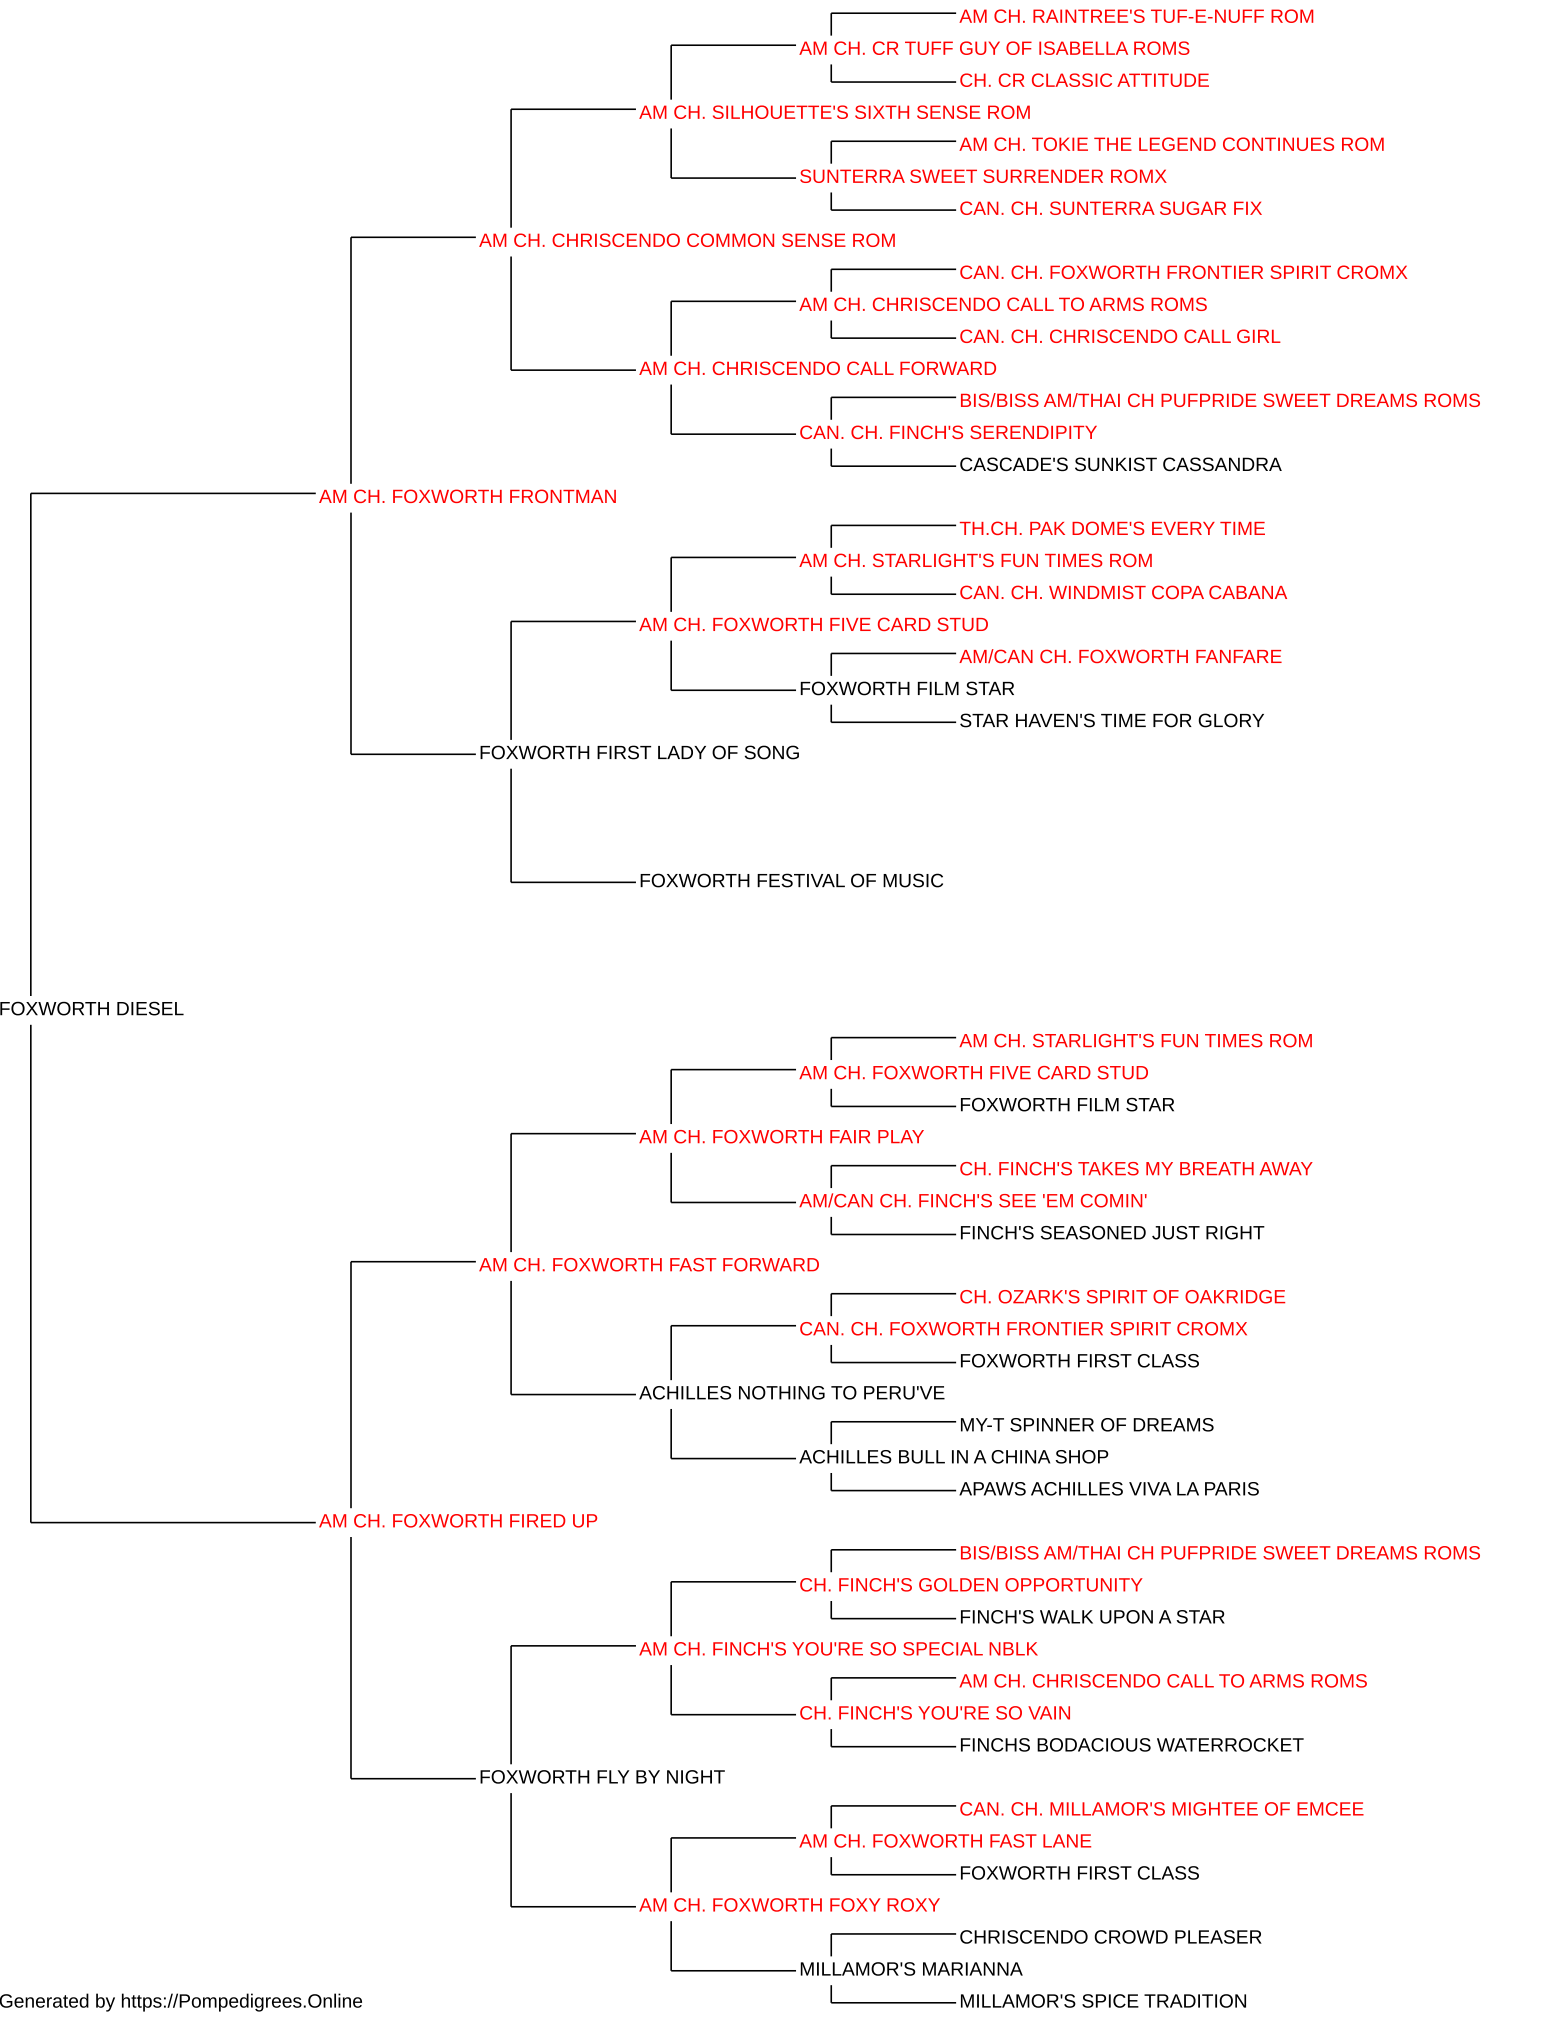 AM CH. RAINTREE'S TUF-E-NUFF ROM
AM CH. CR TUFF GUY OF ISABELLA ROMS
CH. CR CLASSIC ATTITUDE
AM CH. SILHOUETTE'S SIXTH SENSE ROM
AM CH. TOKIE THE LEGEND CONTINUES ROM
SUNTERRA SWEET SURRENDER ROMX
CAN. CH. SUNTERRA SUGAR FIX
AM CH. CHRISCENDO COMMON SENSE ROM
CAN. CH. FOXWORTH FRONTIER SPIRIT CROMX
AM CH. CHRISCENDO CALL TO ARMS ROMS
CAN. CH. CHRISCENDO CALL GIRL
AM CH. CHRISCENDO CALL FORWARD
BIS/BISS AM/THAI CH PUFPRIDE SWEET DREAMS ROMS
CAN. CH. FINCH'S SERENDIPITY
CASCADE'S SUNKIST CASSANDRA
AM CH. FOXWORTH FRONTMAN
TH.CH. PAK DOME'S EVERY TIME
AM CH. STARLIGHT'S FUN TIMES ROM
CAN. CH. WINDMIST COPA CABANA
AM CH. FOXWORTH FIVE CARD STUD
AM/CAN CH. FOXWORTH FANFARE
FOXWORTH FILM STAR
STAR HAVEN'S TIME FOR GLORY
FOXWORTH FIRST LADY OF SONG
FOXWORTH FESTIVAL OF MUSIC
FOXWORTH DIESEL
AM CH. STARLIGHT'S FUN TIMES ROM
AM CH. FOXWORTH FIVE CARD STUD
FOXWORTH FILM STAR
AM CH. FOXWORTH FAIR PLAY
CH. FINCH'S TAKES MY BREATH AWAY
AM/CAN CH. FINCH'S SEE 'EM COMIN'
FINCH'S SEASONED JUST RIGHT
AM CH. FOXWORTH FAST FORWARD
CH. OZARK'S SPIRIT OF OAKRIDGE
CAN. CH. FOXWORTH FRONTIER SPIRIT CROMX
FOXWORTH FIRST CLASS
ACHILLES NOTHING TO PERU'VE
MY-T SPINNER OF DREAMS
ACHILLES BULL IN A CHINA SHOP
APAWS ACHILLES VIVA LA PARIS
AM CH. FOXWORTH FIRED UP
BIS/BISS AM/THAI CH PUFPRIDE SWEET DREAMS ROMS
CH. FINCH'S GOLDEN OPPORTUNITY
FINCH'S WALK UPON A STAR
AM CH. FINCH'S YOU'RE SO SPECIAL NBLK
AM CH. CHRISCENDO CALL TO ARMS ROMS
CH. FINCH'S YOU'RE SO VAIN
FINCHS BODACIOUS WATERROCKET
FOXWORTH FLY BY NIGHT
CAN. CH. MILLAMOR'S MIGHTEE OF EMCEE
AM CH. FOXWORTH FAST LANE
FOXWORTH FIRST CLASS
AM CH. FOXWORTH FOXY ROXY
CHRISCENDO CROWD PLEASER
MILLAMOR'S MARIANNA
MILLAMOR'S SPICE TRADITION
Generated by https://Pompedigrees.Online